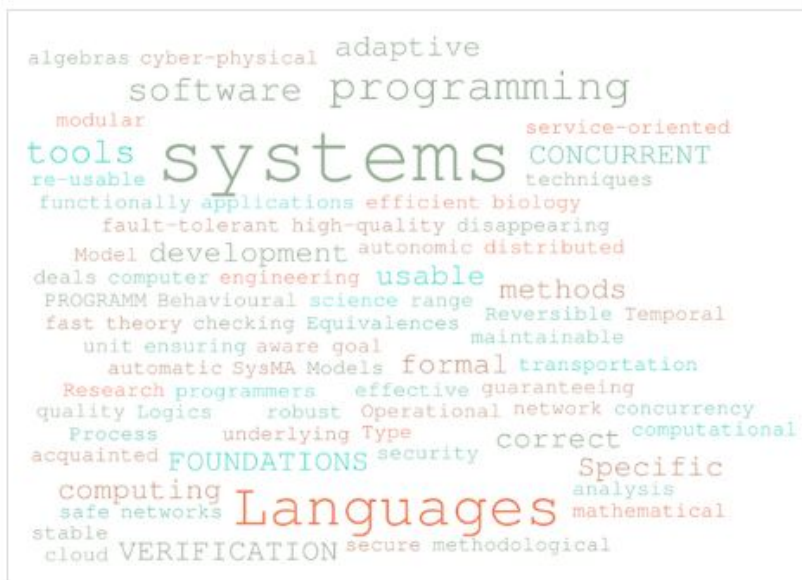 algebras cyber-physical adaptive
software programming
modular service-oriented
tools systems CONCURRENT
re-usable techniques
functionally applications efficient biology
fault-tolerant high-quality disappearing
Model development autonomic distributed
deals computer engineering usable methods
PROGRAMM Behavioural science range Reversible Temporal
fast theory checking Equivalences maintainable
unit ensuring aware goal
automatic SysMA Models formal transportation
Research programmers effective guaranteeing
quality Logics robust Operational network concurrency
Process underlying Type correct computational
acquainted FOUNDATIONS security Specific
computing Languages analysis
safe networks mathematical
stable
cloud VERIFICATION secure methodological